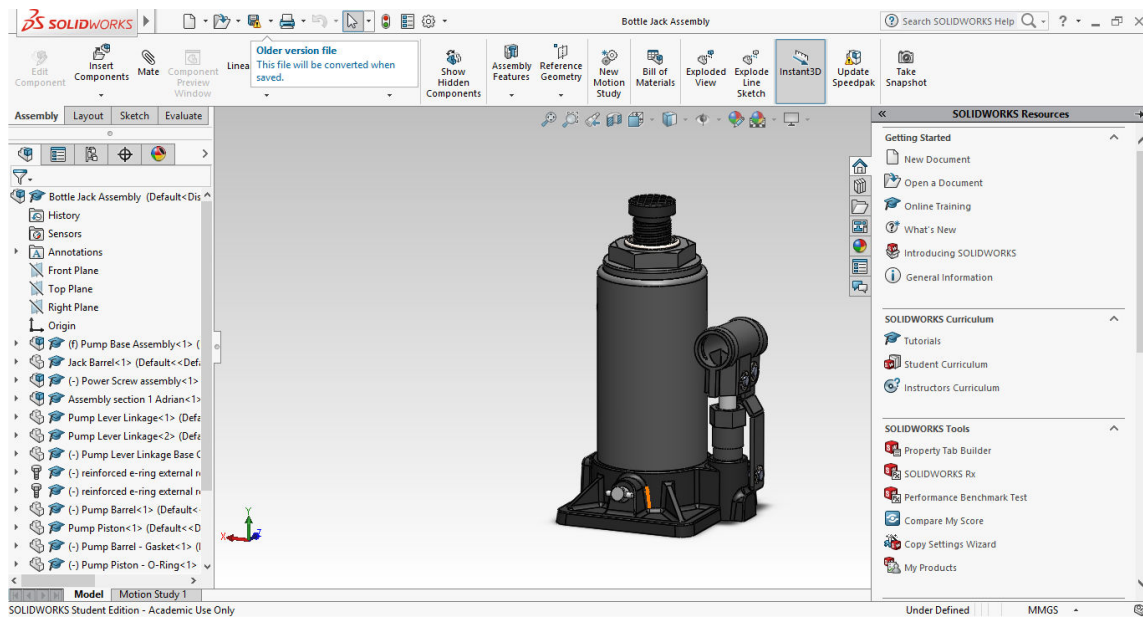 SOLIDWORKS
Bottle Jack Assembly
Search SOLIDWORKS Help
?
Edit
Component
Insert
Components
Mate
Component
Preview
Window
Linea
Older version file
This file will be converted when
saved.
Show
Hidden
Components
Assembly
Features
Reference
Geometry
New
Motion
Study
Bill of
Materials
Exploded
View
Explode
Line
Sketch
Instant3D
Update
Speedpak
Take
Snapshot
Assembly
Layout
Sketch
Evaluate
Bottle Jack Assembly (Default<Dis
History
Sensors
Annotations
Front Plane
Top Plane
Right Plane
Origin
(f) Pump Base Assembly<1> (
Jack Barrel<1> (Default<<Defa
(-) Power Screw assembly<1>
Assembly section 1 Adrian<1>
Pump Lever Linkage<1> (Defa
Pump Lever Linkage<2> (Defa
(-) Pump Lever Linkage Base C
(-) reinforced e-ring external r
(-) reinforced e-ring external r
(-) Pump Barrel<1> (Default<
Pump Piston<1> (Default<<D
(-) Pump Barrel - Gasket<1> (I
(-) Pump Piston - O-Ring<1>
Y
X
Z
SOLIDWORKS Resources
Getting Started
New Document
Open a Document
Online Training
What's New
Introducing SOLIDWORKS
General Information
SOLIDWORKS Curriculum
Tutorials
Student Curriculum
Instructors Curriculum
SOLIDWORKS Tools
Property Tab Builder
SOLIDWORKS Rx
Performance Benchmark Test
Compare My Score
Copy Settings Wizard
My Products
Model
Motion Study 1
SOLIDWORKS Student Edition - Academic Use Only
Under Defined
MMGS